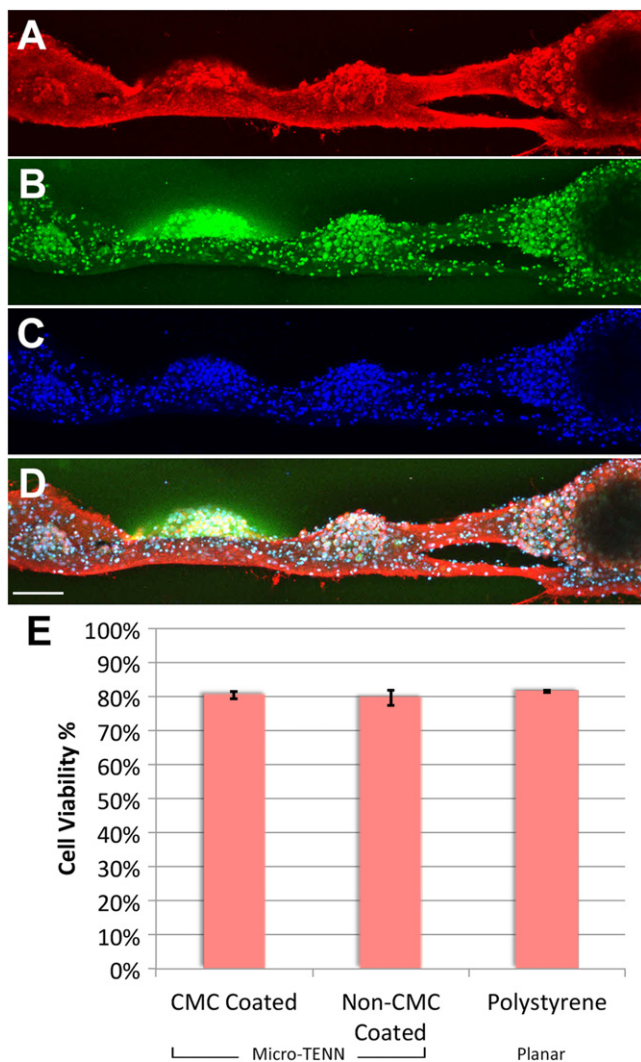 A
B
C
D
E
Cell Viability %
100%
90%
80%
70%
60%
50%
40%
30%
20%
10%
0%
CMC Coated
Non-CMC
Coated
Polystyrene
Micro-TENN
Planar